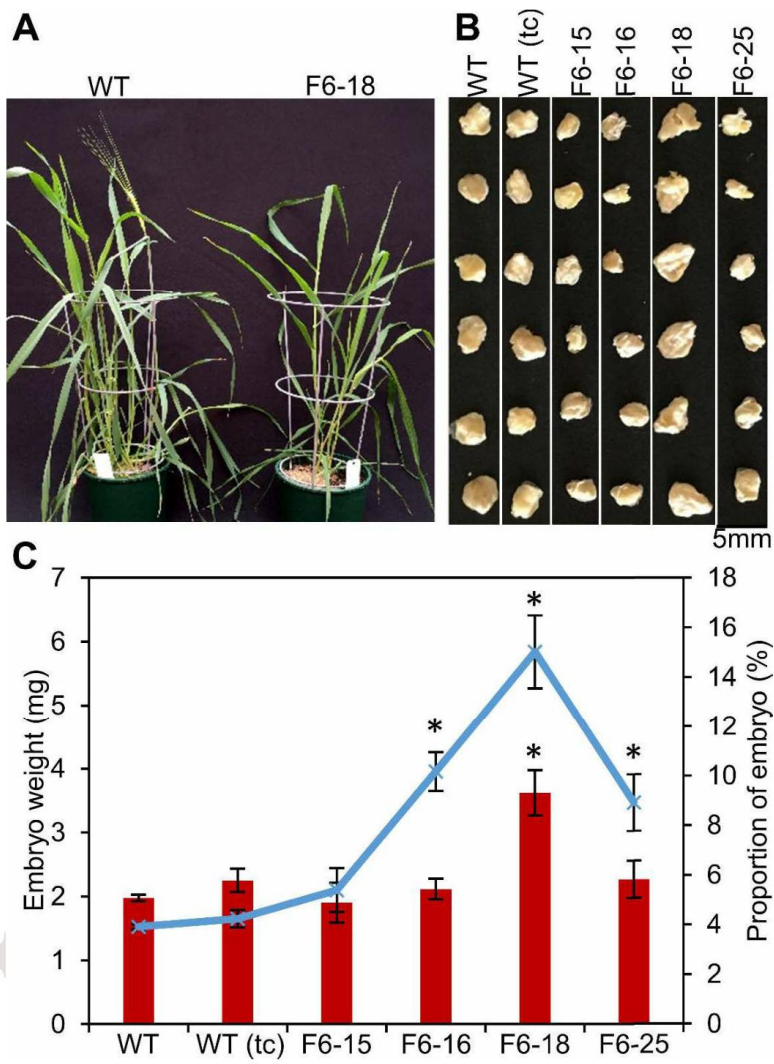 A
WT
F6-18
B
WT
WT (tc)
F6-15
F6-16
F6-18
F6-25
5mm
C
7
6
5
4
3
2
1
0
Embryo weight (mg)
18
16
14
12
10
8
6
4
2
0
Proportion of embryo (%)
*
*
*
*
WT
WT (tc)
F6-15
F6-16
F6-18
F6-25